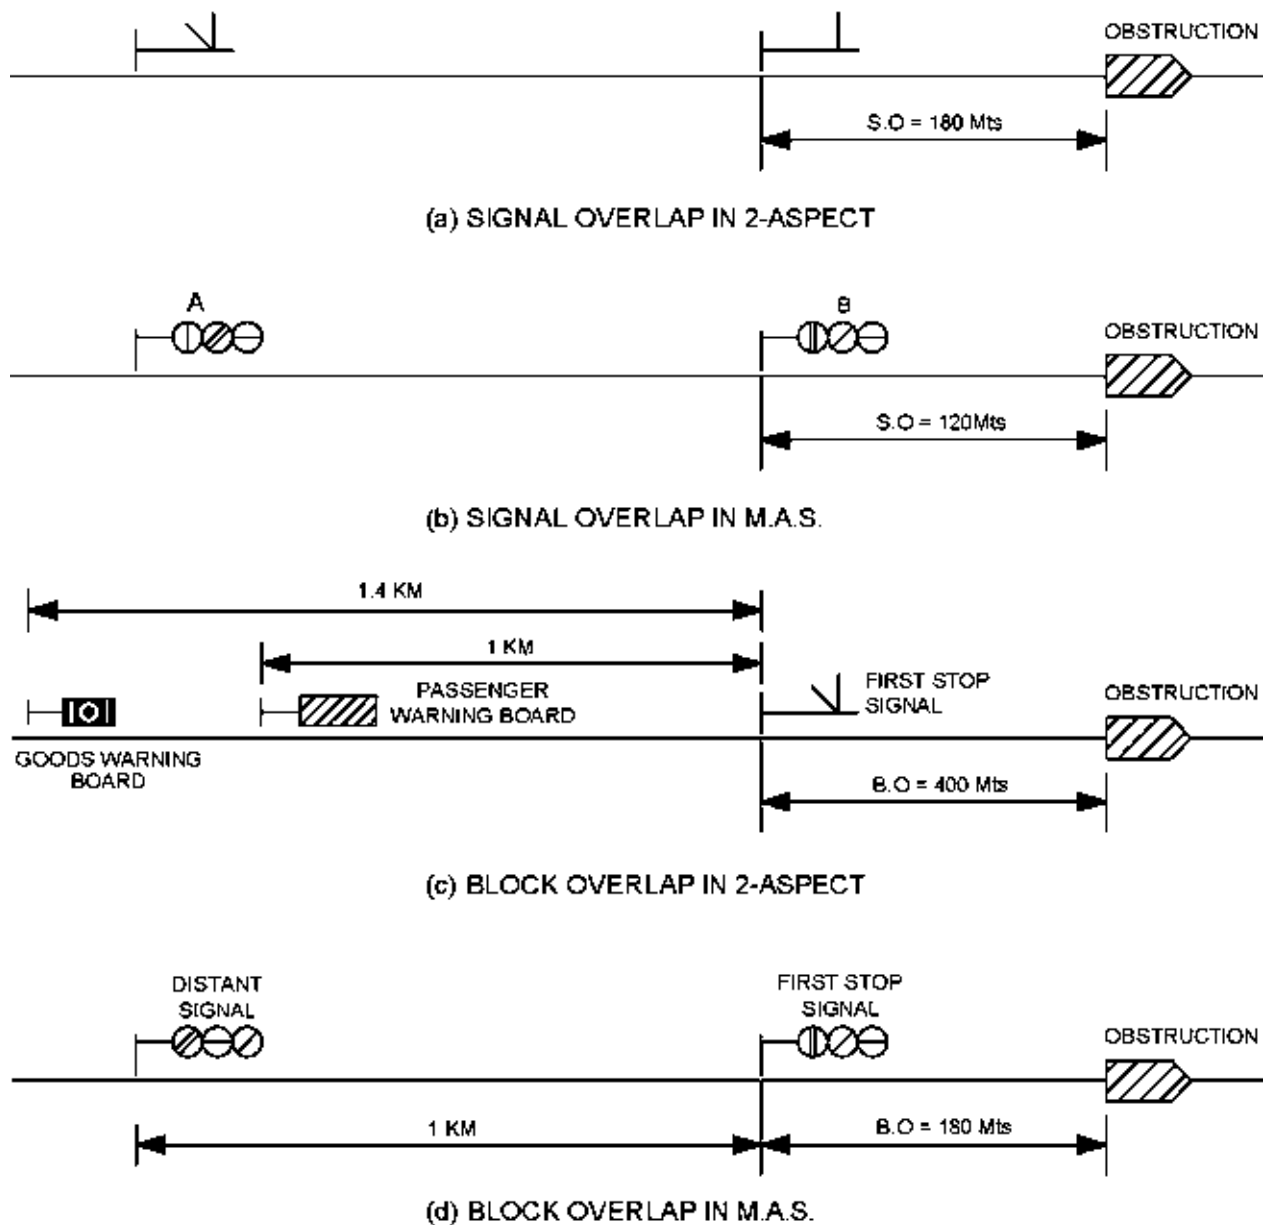 OBSTRUCTION
S.O = 180 Mts
(a) SIGNAL OVERLAP IN 2-ASPECT
A
B
OBSTRUCTION
S.O = 120Mts
(b) SIGNAL OVERLAP IN M.A.S.
1.4 KM
1 KM
PASSENGER
WARNING BOARD
FIRST STOP
SIGNAL
OBSTRUCTION
GOODS WARNING
BOARD
B.O = 400 Mts
(c) BLOCK OVERLAP IN 2-ASPECT
DISTANT
SIGNAL
FIRST STOP
SIGNAL
OBSTRUCTION
1 KM
B.O = 180 Mts
(d) BLOCK OVERLAP IN M.A.S.